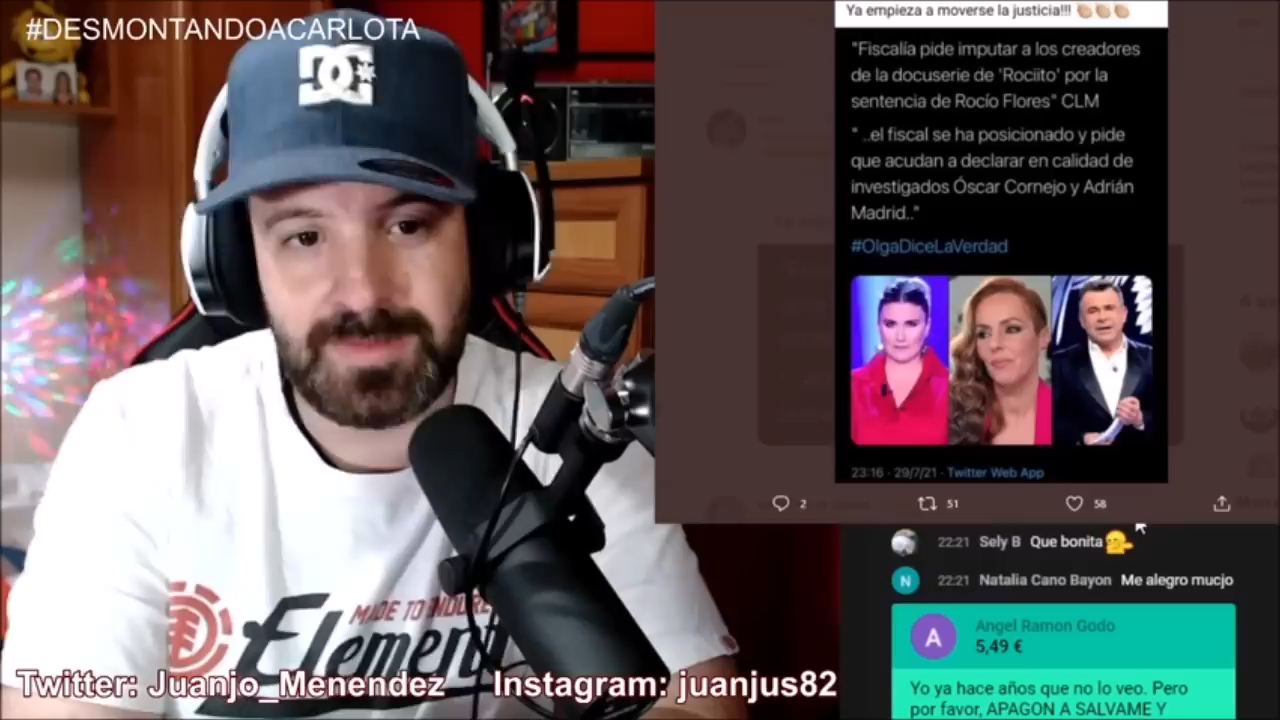 #DESMONTANDOACARLOTA
DC
MADE TO
Element
Twitter: Juanjo_Menendez
Instagram: juanjus82
Ya empieza a moverse la justicia!!! 👏🏻👏🏻👏🏻
"Fiscalía pide imputar a los creadores
de la docuserie de 'Rociito' por la
sentencia de Rocío Flores" CLM
" ..el fiscal se ha posicionado y pide
que acudan a declarar en calidad de
investigados Óscar Cornejo y Adrián
Madrid.."
#OlgaDiceLaVerdad
23:16 · 29/7/21 · Twitter Web App
2
51
58
22:21 Sely B Que bonita
N 22:21 Natalia Cano Bayon Me alegro mucjo
A
Angel Ramon Godo
5,49 €
Yo ya hace años que no lo veo. Pero
por favor, APAGON A SALVAME Y